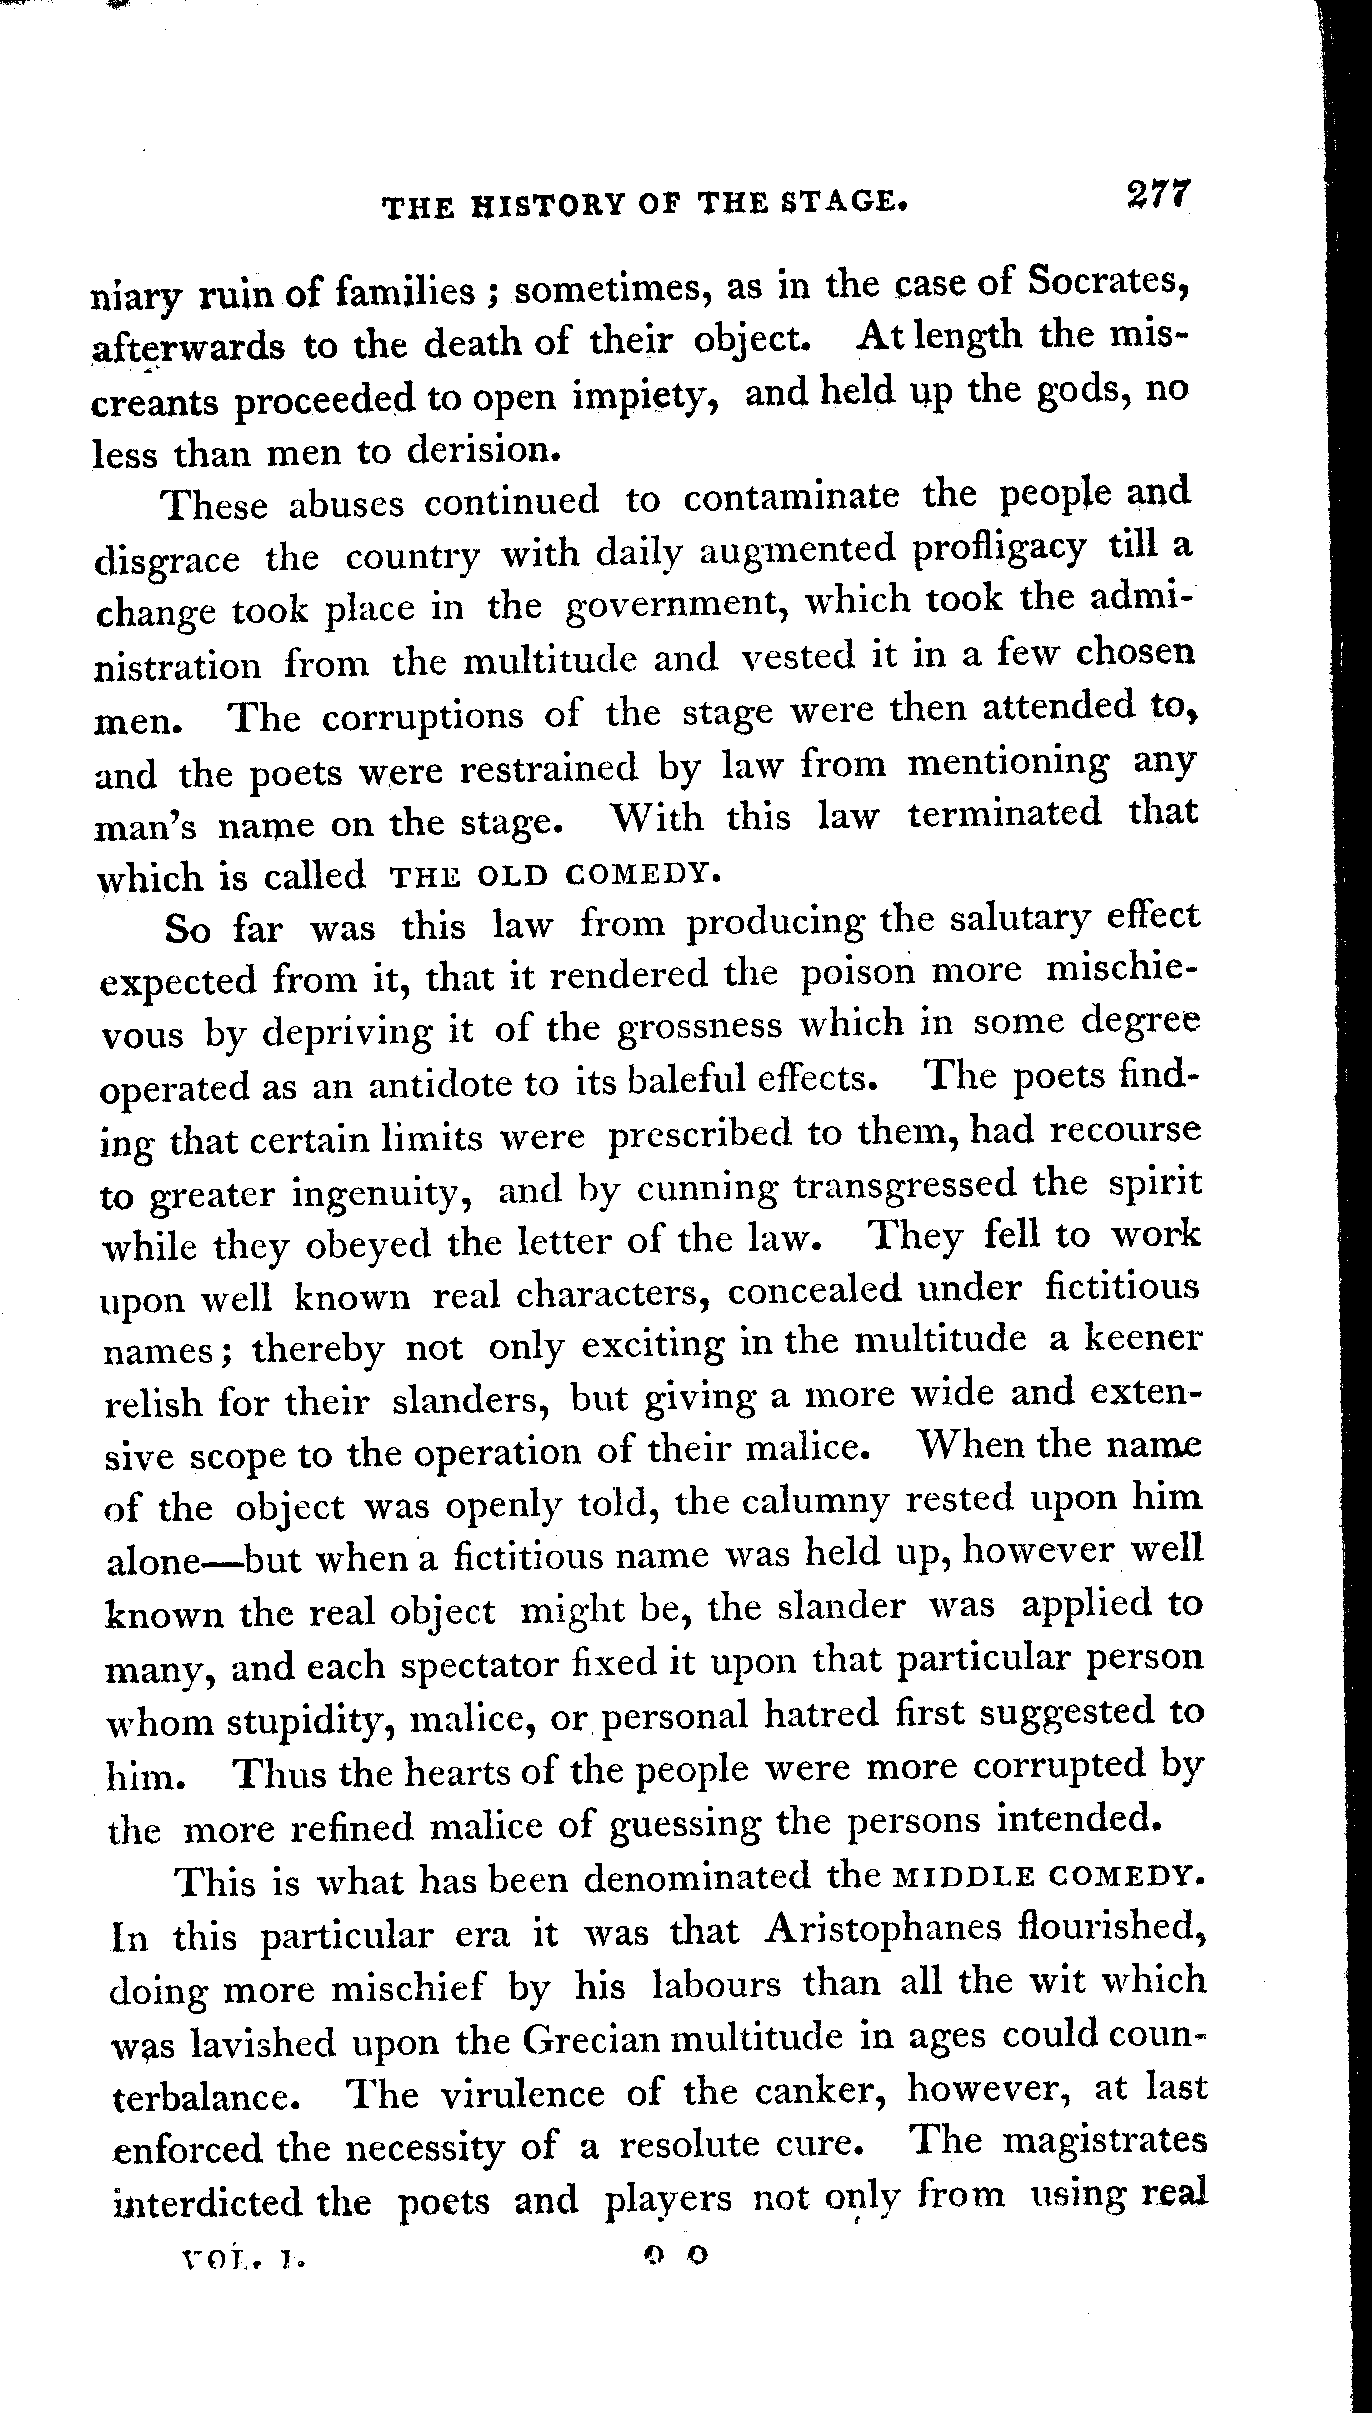 THE HISTORY OF THE STAGE. 277
niary ruin of families ; sometimes, as in the case of Socrates,
afterwards to the death of their object. At length the mis-
creants proceeded to open impiety, and held up the gods, no
less than men to derision.
These abuses continued to contaminate the people and
disgrace the country with daily augmented profligacy till a
change took place in the government, which took the admi-
nistration from the multitude and vested it in a few chosen
men. The corruptions of the stage were then attended to,
and the poets were restrained by law from mentioning any
man's name on the stage. With this law terminated that
which is called THE OLD COMEDY.
So far was this law from producing the salutary effect
expected from it, that it rendered the poison more mischie-
vous by depriving it of the grossness which in some degree
operated as an antidote to its baleful effects. The poets find-
ing that certain limits were prescribed to them, had recourse
to greater ingenuity, and by cunning transgressed the spirit
while they obeyed the letter of the law. They fell to work
upon well known real characters, concealed under fictitious
names; thereby not only exciting in the multitude a keener
relish for their slanders, but giving a more wide and exten-
sive scope to the operation of their malice. When the name
of the object was openly told, the calumny rested upon him
alone—but when a fictitious name was held up, however well
known the real object might be, the slander was applied to
many, and each spectator fixed it upon that particular person
whom stupidity, malice, or personal hatred first suggested to
him. Thus the hearts of the people were more corrupted by
the more refined malice of guessing the persons intended.
This is what has been denominated the MIDDLE COMEDY.
In this particular era it was that Aristophanes flourished,
doing more mischief by his labours than all the wit which
was lavished upon the Grecian multitude in ages could coun-
terbalance. The virulence of the canker, however, at last
enforced the necessity of a resolute cure. The magistrates
interdicted the poets and players not only from using real
VOL. I. O O